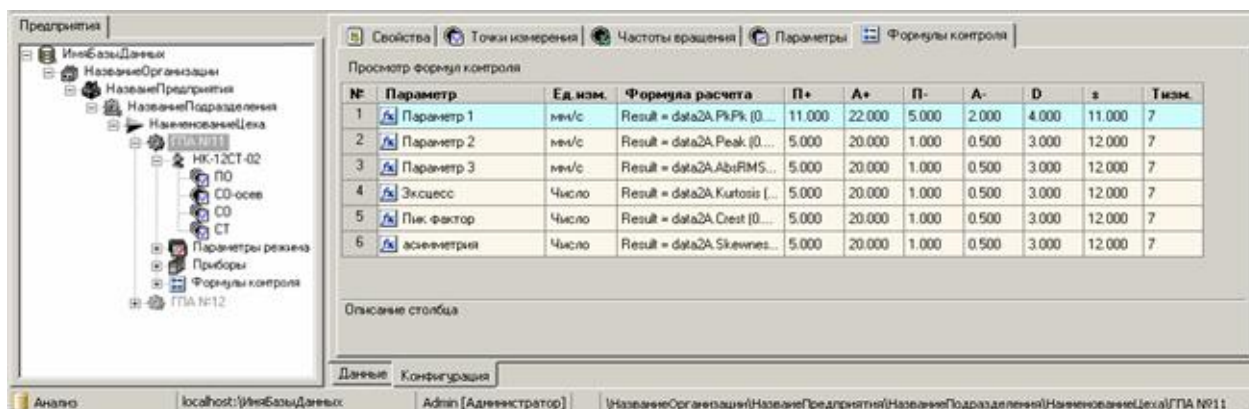 Предприятия
ИмяБазыДанных
НазваниеОрганизации
НазваниеПредприятия
НазваниеПодразделения
НаименованиеЦеха
ГПА №11
НК-12СТ-02
ПО
СО-осев
СО
СТ
Параметры режима
Приборы
Формулы контроля
ГПА №12
Свойства Точки измерения Частоты вращения Параметры Формулы контроля
Просмотр формул контроля
№ Параметр Ед.изм. Формула расчета П+ А+ П- А- D s Тизм.
1 fx Параметр 1 мм/с Result = data2A.PkPk (0.... 11.000 22.000 5.000 2.000 4.000 11.000 7
2 fx Параметр 2 мм/с Result = data2A.Peak (0.... 5.000 20.000 1.000 0.500 3.000 12.000 7
3 fx Параметр 3 мм/с Result = data2A.AbsRMS... 5.000 20.000 1.000 0.500 3.000 12.000 7
4 fx Эксцесс Число Result = data2A.Kurtosis (... 5.000 20.000 1.000 0.500 3.000 12.000 7
5 fx Пик фактор Число Result = data2A.Crest (0.... 5.000 20.000 1.000 0.500 3.000 12.000 7
6 fx асимметрия Число Result = data2A.Skewnes... 5.000 20.000 1.000 0.500 3.000 12.000 7
Описание столбца
Данные Конфигурация
Анализ localhost:\ИмяБазыДанных Admin [Администратор] \НазваниеОрганизации\НазваниеПредприятия\НазваниеПодразделения\НаименованиеЦеха\ГПА №11